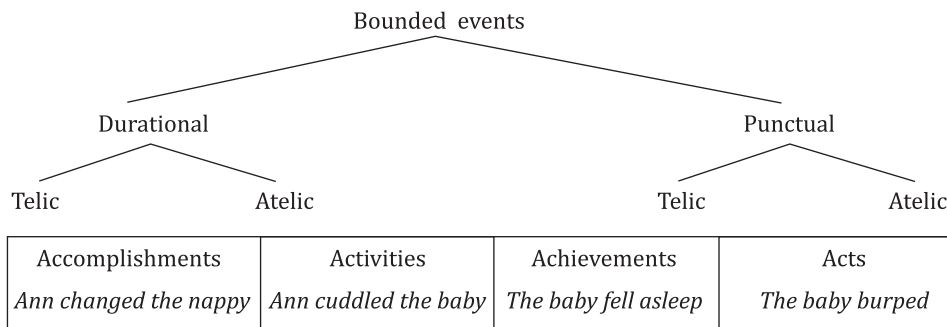 Bounded events
Durational Punctual
Telic Atelic Telic Atelic
Accomplishments Activities Achievements Acts
Ann changed the nappy Ann cuddled the baby The baby fell asleep The baby burped